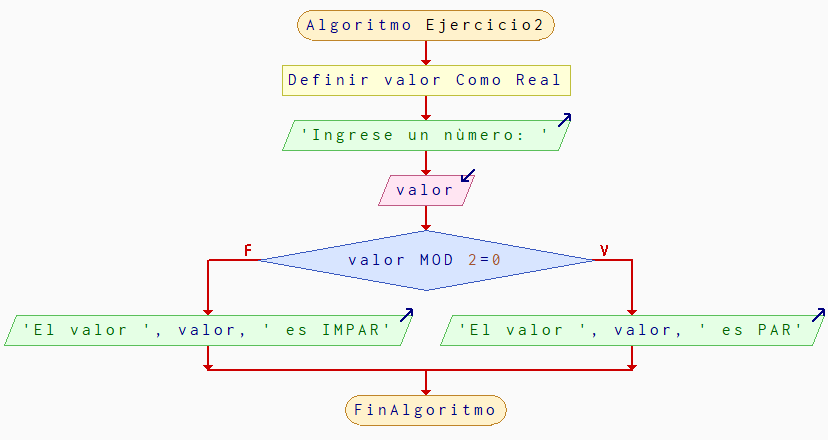 Algoritmo Ejercicio2
Definir valor Como Real
'Ingrese un nùmero: '
valor
F
V
valor MOD 2=0
'El valor ', valor, ' es IMPAR'
'El valor ', valor, ' es PAR'
FinAlgoritmo